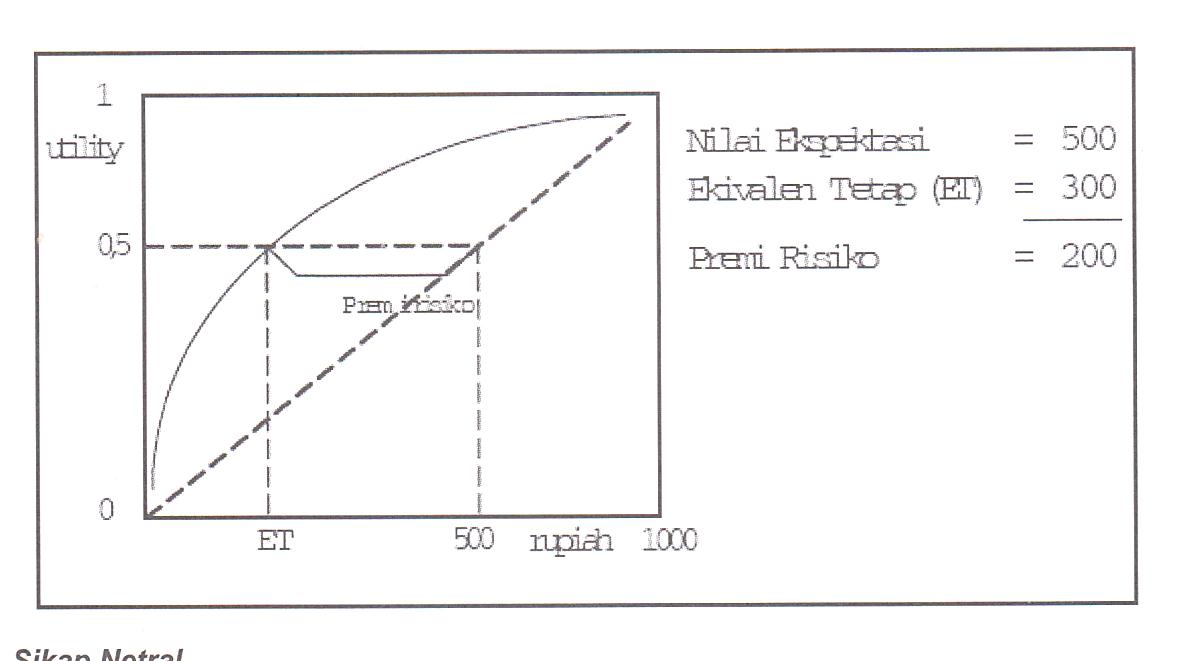 1
utility
0,5
0
Premi risiko
ET
500
rupiah
1000
Nilai Ekspektasi = 500
Ekivalen Tetap (ET) = 300
Premi Risiko = 200
Sikap Netral